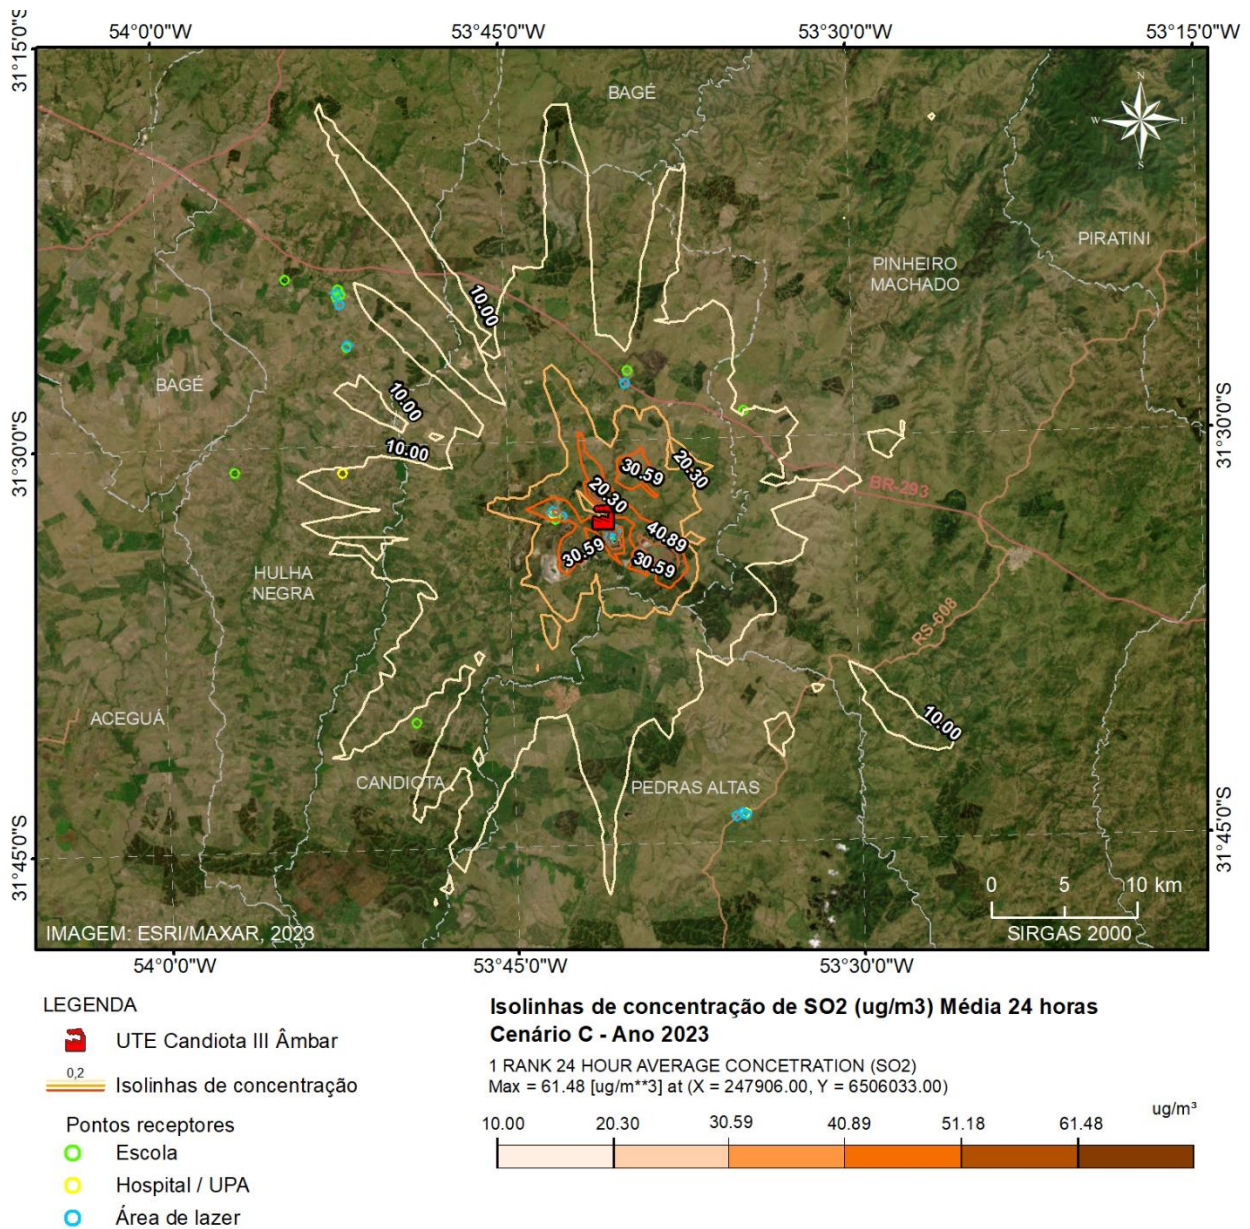 54°0'0"W 53°45'0"W 53°30'0"W 53°15'0"W
31°15'0"S
BAGÉ
N
W E
S
PIRATINI
PINHEIRO
MACHADO
10.00
BAGÉ
10.00
10.00
31°30'0"S
31°30'0"S
20.30
30.59
BR-293
20.30
40.89
30.59
30.59
HULHA
NEGRA
RS-608
ACEGUÁ
10.00
CANDIOTA
PEDRAS ALTAS
31°45'0"S
31°45'0"S
0 5 10 km
IMAGEM: ESRI/MAXAR, 2023
SIRGAS 2000
54°0'0"W 53°45'0"W 53°30'0"W
LEGENDA
UTE Candiota III Âmbar
0,2
Isolinhas de concentração
Pontos receptores
Escola
Hospital / UPA
Área de lazer
Isolinhas de concentração de SO2 (ug/m3) Média 24 horas
Cenário C - Ano 2023
1 RANK 24 HOUR AVERAGE CONCETRATION (SO2)
Max = 61.48 [ug/m**3] at (X = 247906.00, Y = 6506033.00)
ug/m³
10.00 20.30 30.59 40.89 51.18 61.48